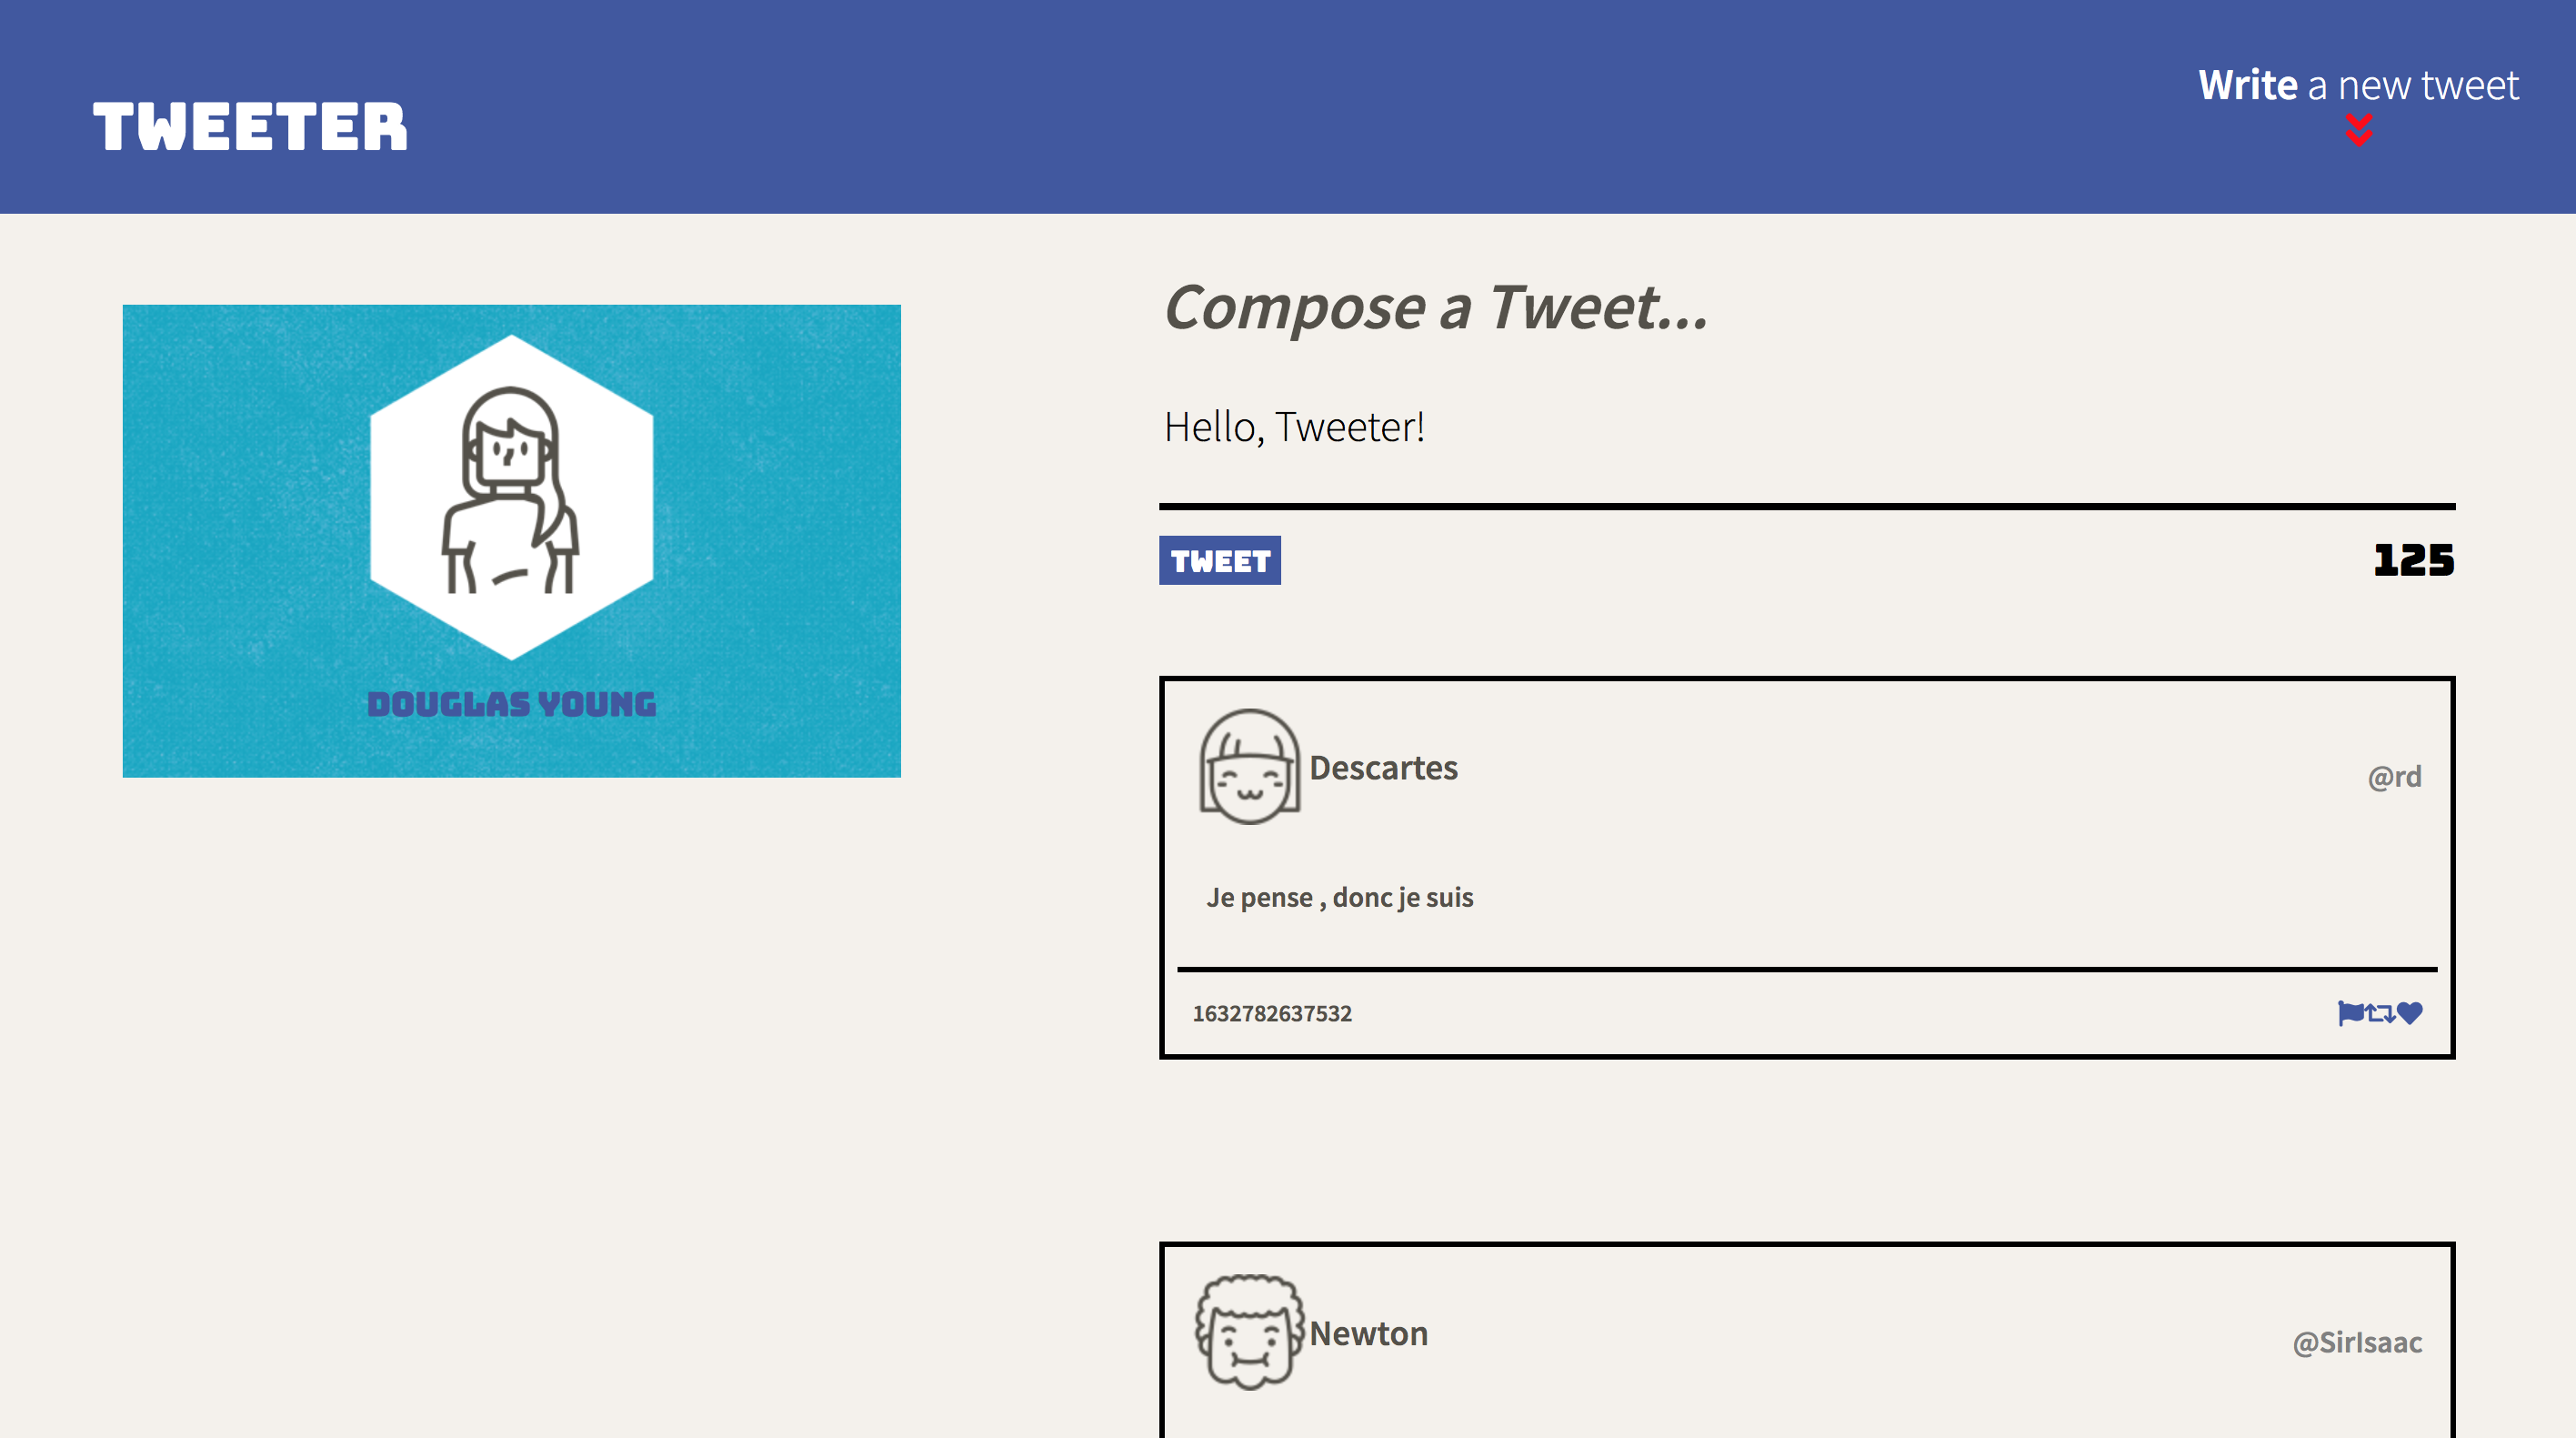 TWEETER
Write a new tweet
DOUGLAS YOUNG
Compose a Tweet...
Hello, Tweeter!
TWEET
125
Descartes
@rd
Je pense , donc je suis
1632782637532
Newton
@SirIsaac